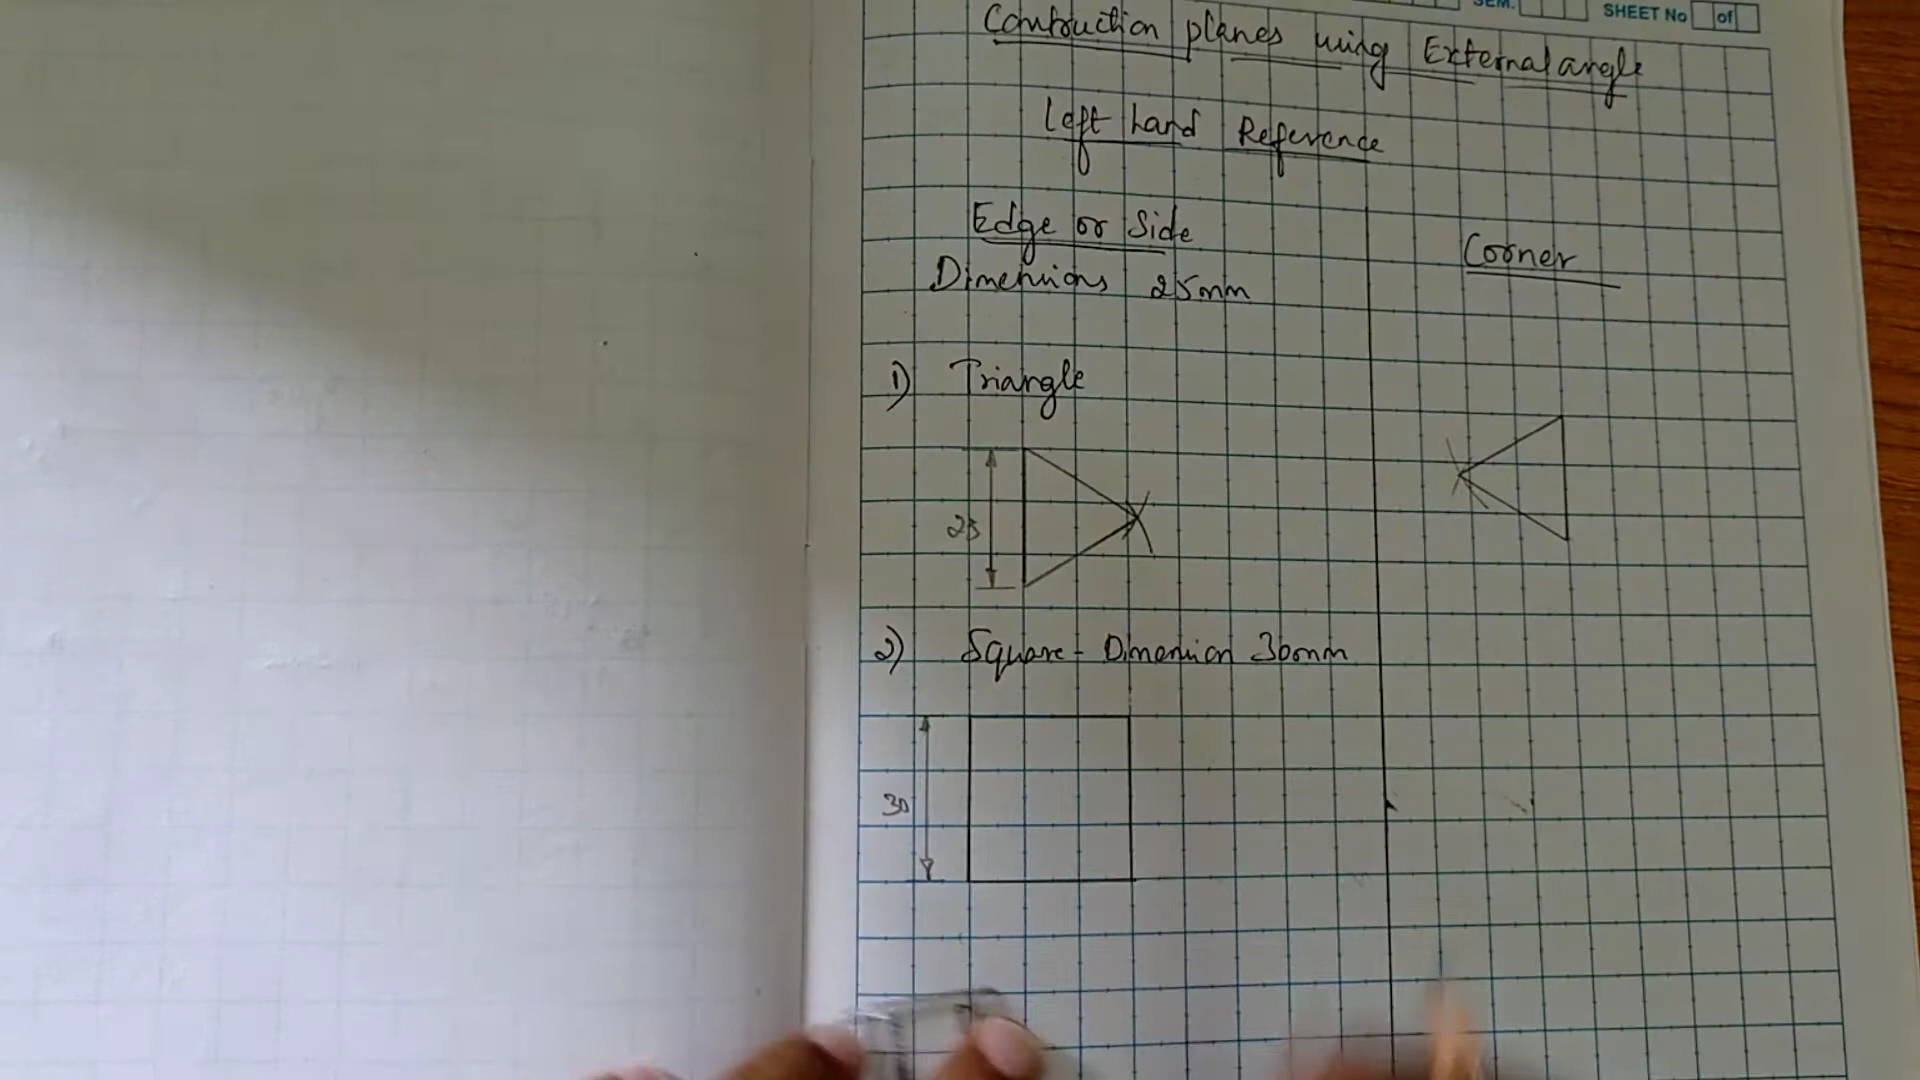 SEM.
SHEET No of
Construction planes using External angle
Left hand Reference
Edge or Side
Corner
Dimensions 25mm
1) Triangle
25
2) Square - Dimension 30mm
30